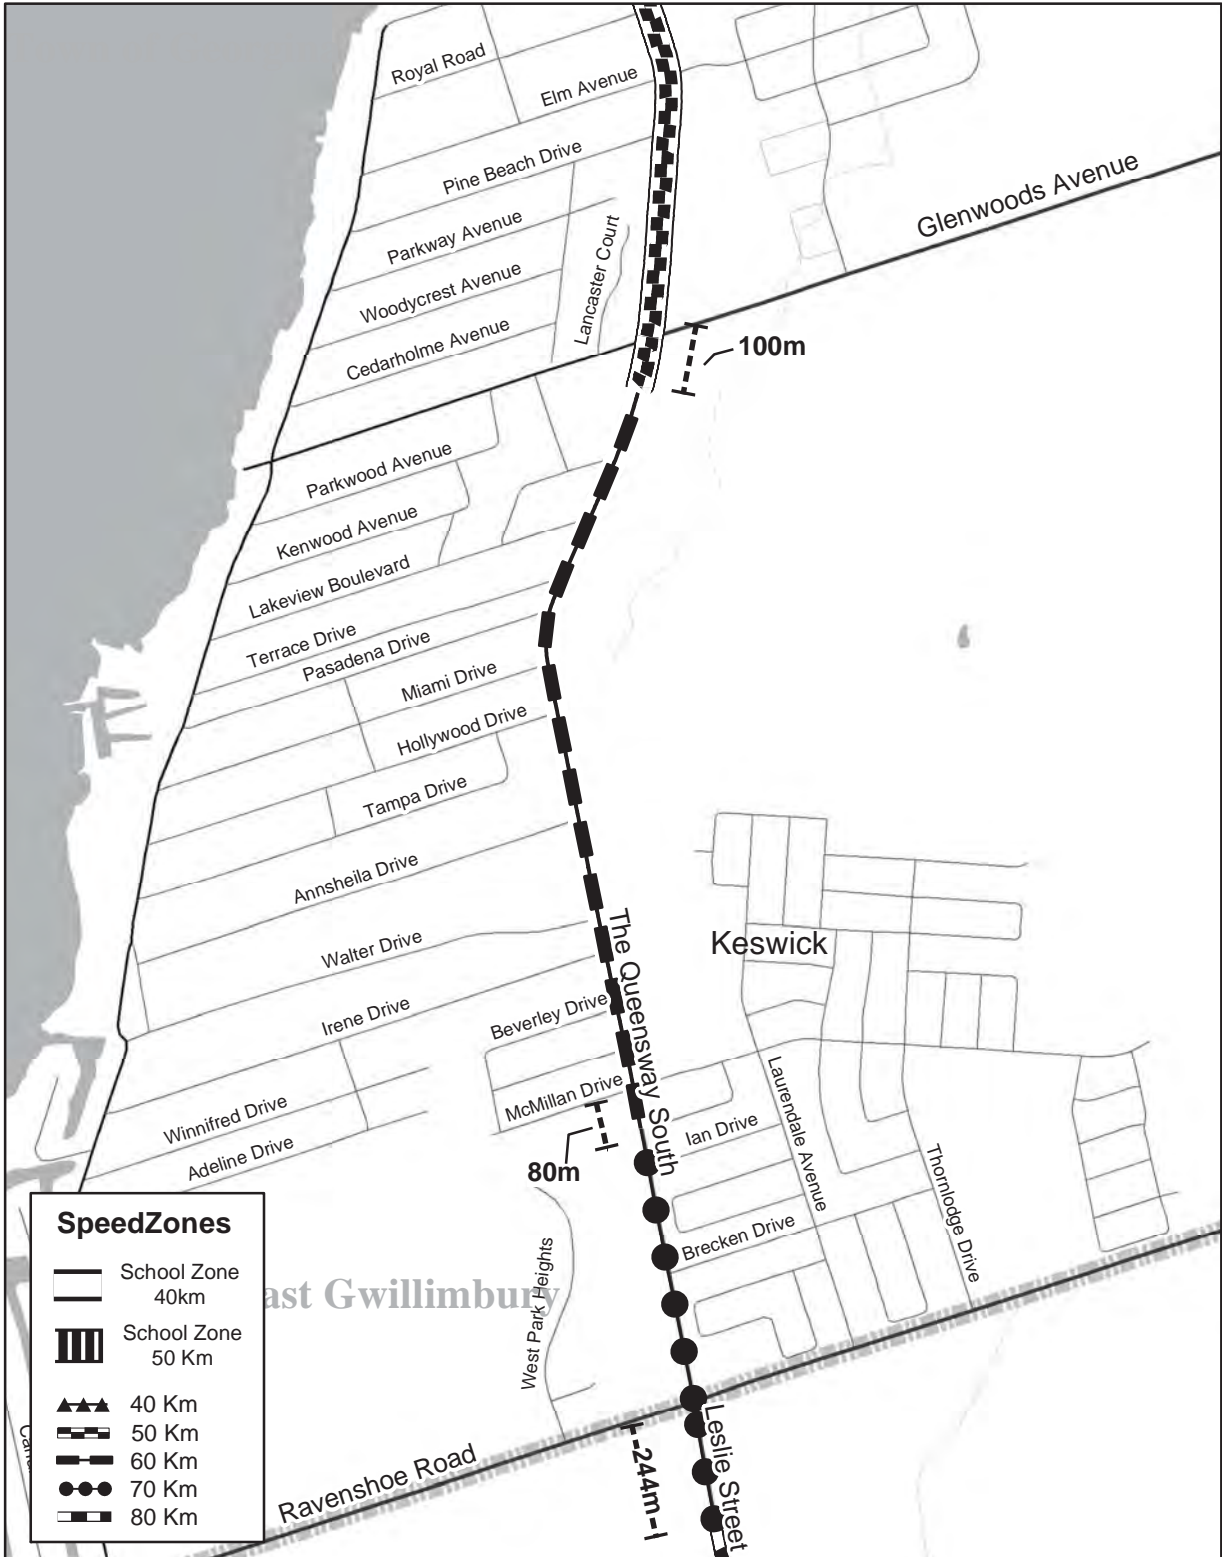 Royal Road
Elm Avenue
Pine Beach Drive
Glenwoods Avenue
Parkway Avenue
Lancaster Court
Woodycrest Avenue
Cedarholme Avenue
100m
Parkwood Avenue
Kenwood Avenue
Lakeview Boulevard
Terrace Drive
Pasadena Drive
Miami Drive
Hollywood Drive
Tampa Drive
Annsheila Drive
The Queensway South
Keswick
Walter Drive
Irene Drive
Beverley Drive
McMillan Drive
Laurendale Avenue
Winnifred Drive
Ian Drive
Adeline Drive
80m
Thornlodge Drive
Brecken Drive
West Park Heights
ast Gwillimbury
SpeedZones
School Zone
40km
School Zone
50 Km
40 Km
50 Km
60 Km
70 Km
80 Km
Ravenshoe Road
244m
Leslie Street